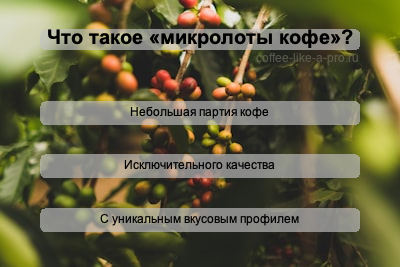 Что такое «микролоты кофе»?
coffee-like-a-pro.ru
Небольшая партия кофе
Исключительного качества
С уникальным вкусовым профилем